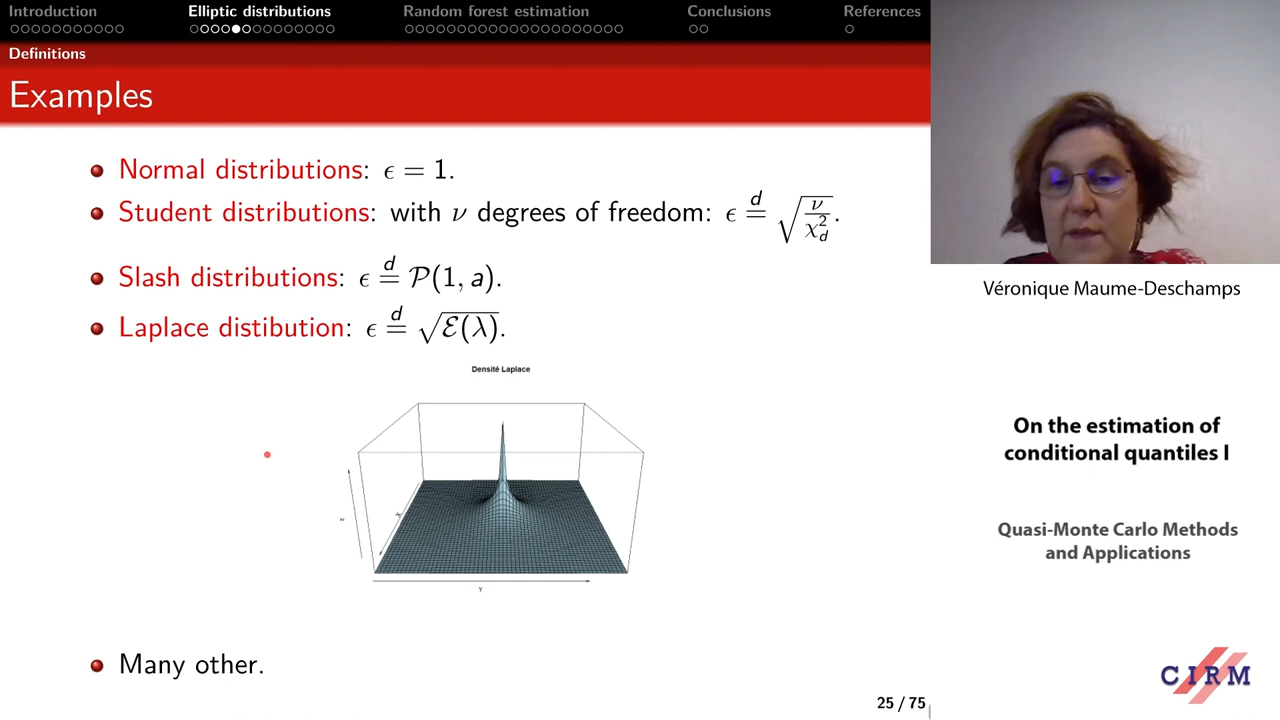 Introduction Elliptic distributions Random forest estimation Conclusions References
Definitions
Examples
Normal distributions: ϵ = 1.
Student distributions: with ν degrees of freedom: ϵ =ᵈ √(ν/χ²_d).
Slash distributions: ϵ =ᵈ 𝒫(1, a).
Laplace distibution: ϵ =ᵈ √ℰ(λ).
Densité Laplace
Y
Many other.
25 / 75
Véronique Maume-Deschamps
On the estimation of
conditional quantiles I
Quasi-Monte Carlo Methods
and Applications
CIRM